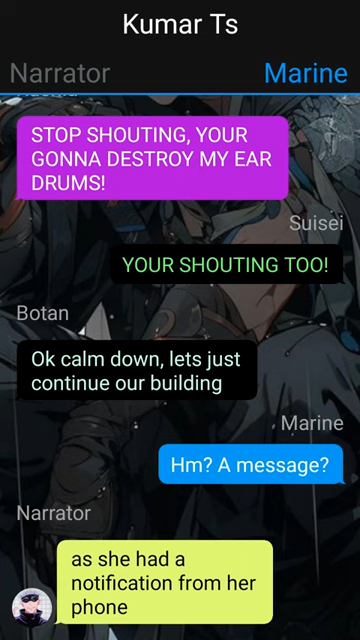 Kumar Ts
Narrator
Marine
STOP SHOUTING, YOUR
GONNA DESTROY MY EAR
DRUMS!
Suisei
YOUR SHOUTING TOO!
Botan
Ok calm down, lets just
continue our building
Marine
Hm? A message?
Narrator
as she had a
notification from her
phone